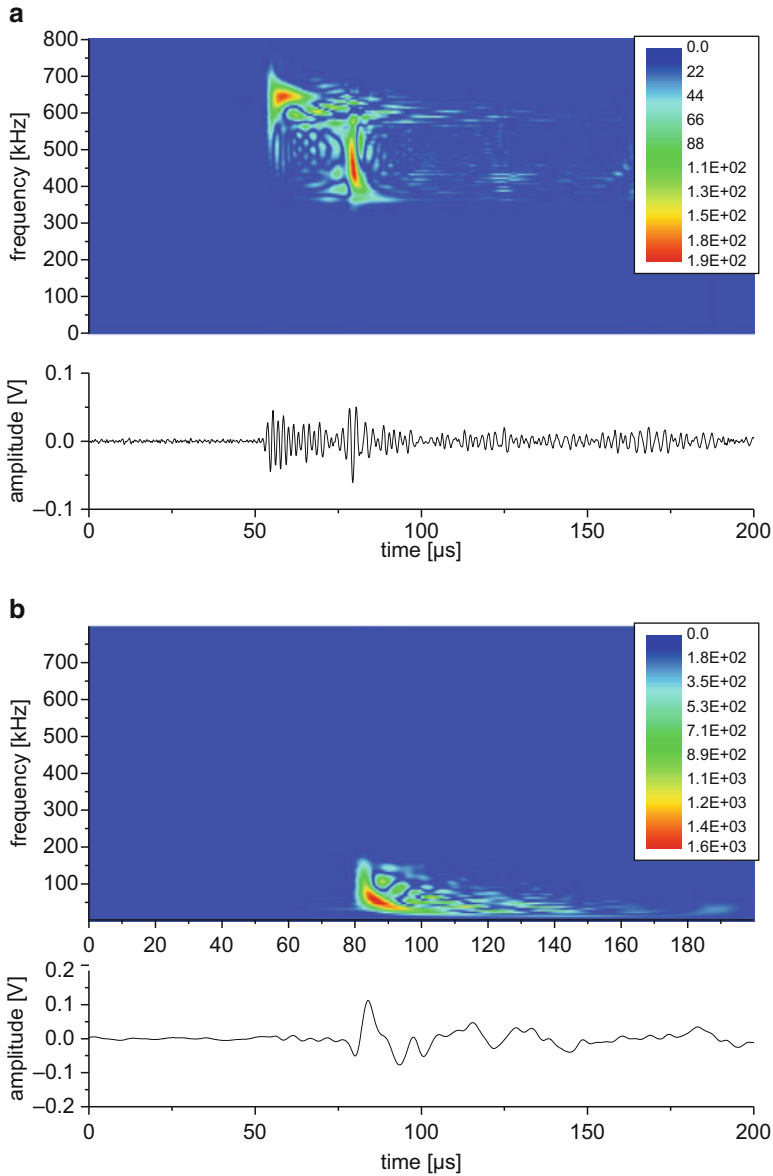 a
800
700
600
500
400
300
200
100
0
frequency [kHz]
0.0
22
44
66
88
1.1E+02
1.3E+02
1.5E+02
1.8E+02
1.9E+02
0.1
0.0
–0.1
amplitude [V]
0 50 100 150 200
time [µs]
b
700
600
500
400
300
200
100
frequency [kHz]
0.0
1.8E+02
3.5E+02
5.3E+02
7.1E+02
8.9E+02
1.1E+03
1.2E+03
1.4E+03
1.6E+03
0 20 40 60 80 100 120 140 160 180
0.2
0.1
0.0
–0.1
–0.2
amplitude [V]
0 50 100 150 200
time [µs]